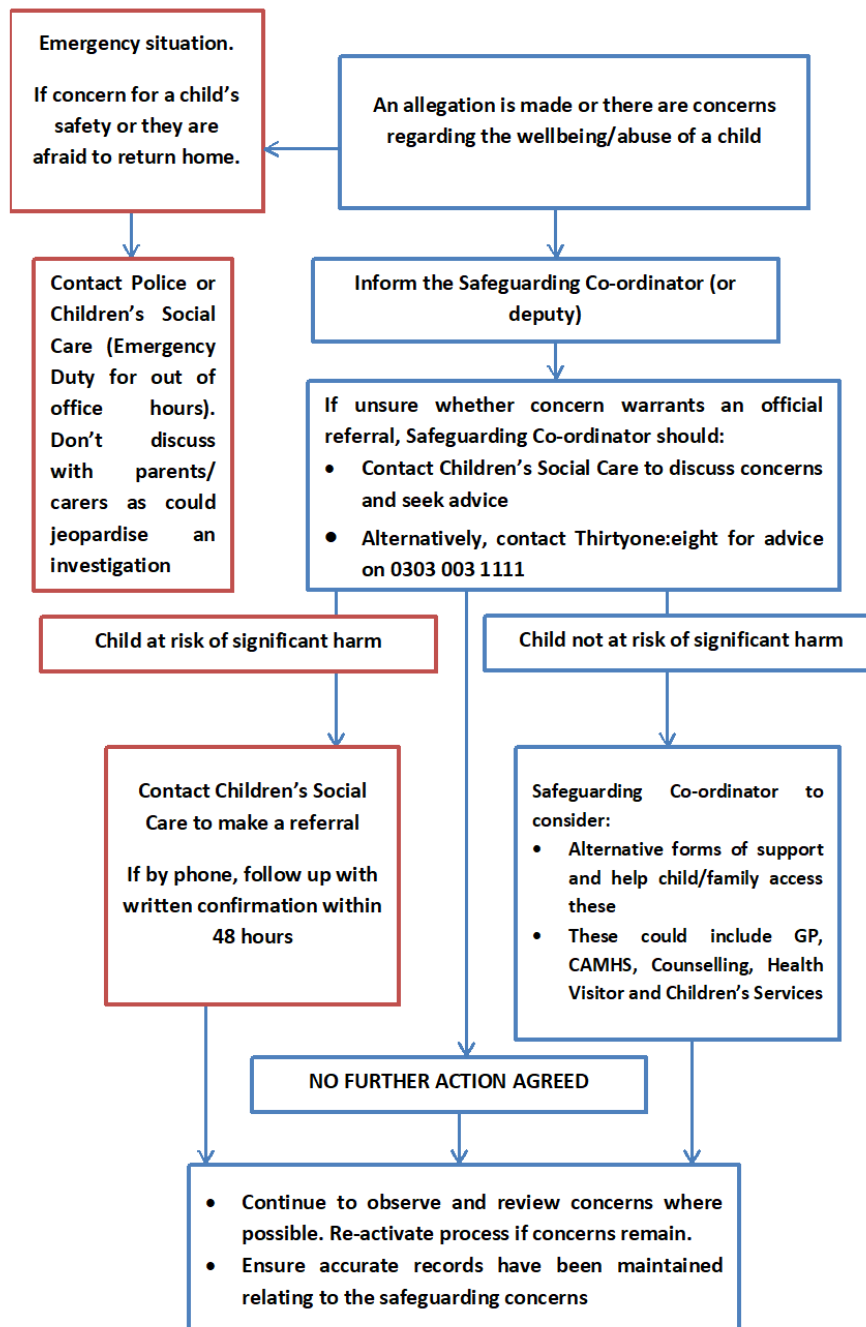 Emergency situation.
If concern for a child's
safety or they are
afraid to return home.
An allegation is made or there are concerns
regarding the wellbeing/abuse of a child
Contact Police or
Children's Social
Care (Emergency
Duty for out of
office hours).
Don't discuss
with parents/
carers as could
jeopardise an
investigation
Inform the Safeguarding Co-ordinator (or
deputy)
If unsure whether concern warrants an official
referral, Safeguarding Co-ordinator should:
• Contact Children's Social Care to discuss concerns
and seek advice
• Alternatively, contact Thirtyone:eight for advice
on 0303 003 1111
Child at risk of significant harm
Child not at risk of significant harm
Contact Children's Social
Care to make a referral
If by phone, follow up with
written confirmation within
48 hours
Safeguarding Co-ordinator to
consider:
• Alternative forms of support
and help child/family access
these
• These could include GP,
CAMHS, Counselling, Health
Visitor and Children's Services
NO FURTHER ACTION AGREED
• Continue to observe and review concerns where
possible. Re-activate process if concerns remain.
• Ensure accurate records have been maintained
relating to the safeguarding concerns